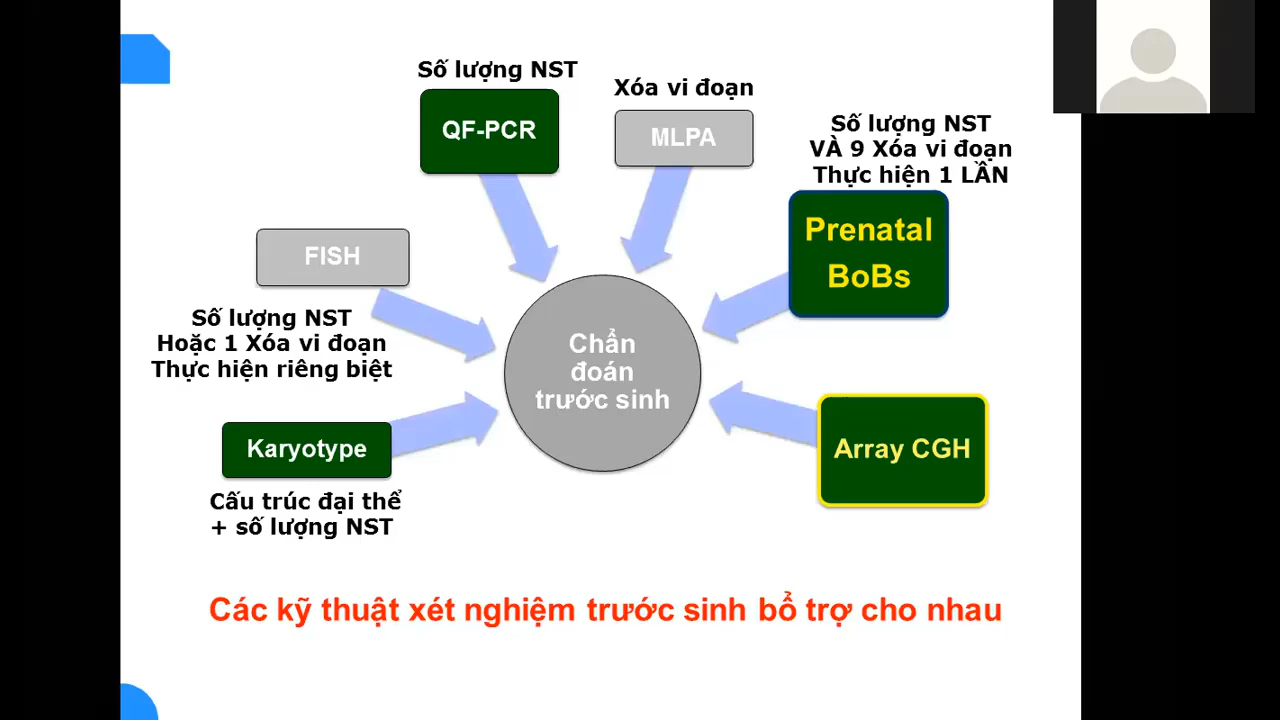 Số lượng NST
QF-PCR
Xóa vi đoạn
MLPA
Số lượng NST
VÀ 9 Xóa vi đoạn
Thực hiện 1 LẦN
Prenatal
BoBs
FISH
Số lượng NST
Hoặc 1 Xóa vi đoạn
Thực hiện riêng biệt
Chẩn
đoán
trước sinh
Karyotype
Cấu trúc đại thể
+ số lượng NST
Array CGH
Các kỹ thuật xét nghiệm trước sinh bổ trợ cho nhau